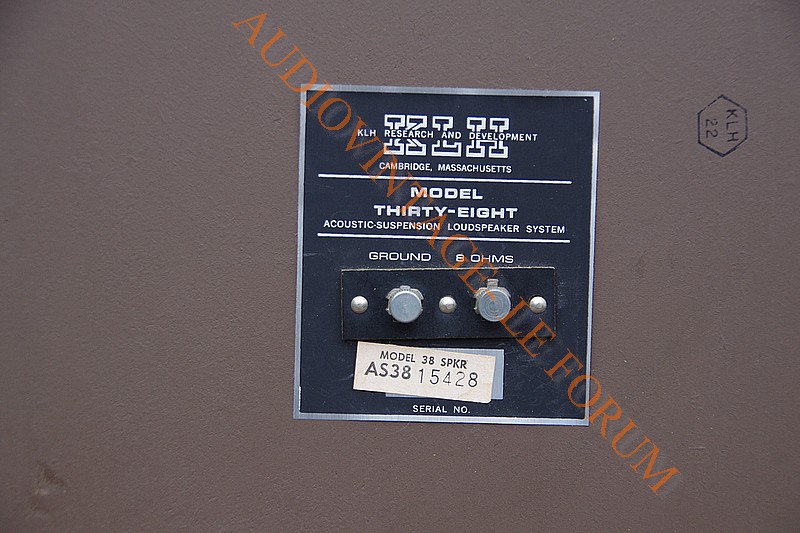 AUDIOVINTAGE-LE FORUM
KLH
KLH RESEARCH AND DEVELOPMENT
CAMBRIDGE, MASSACHUSETTS
MODEL
THIRTY-EIGHT
ACOUSTIC-SUSPENSION LOUDSPEAKER SYSTEM
GROUND 8 OHMS
MODEL 38 SPKR
AS38 15428
SERIAL NO.
KLH
22